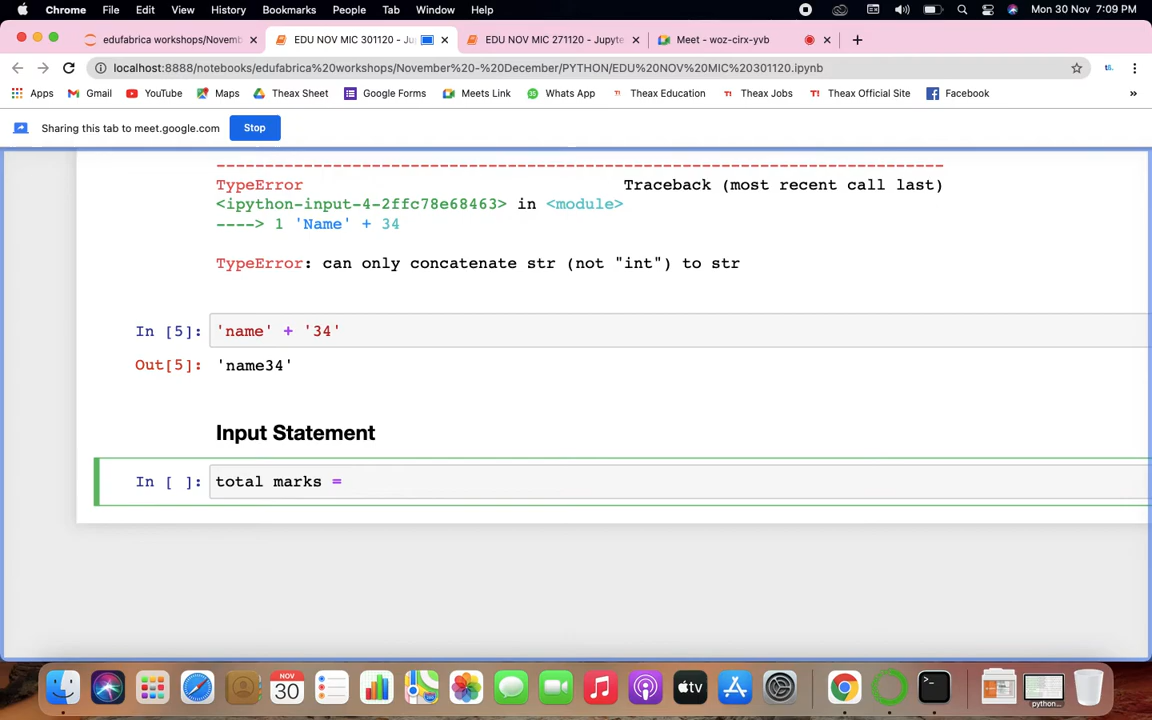 Chrome File Edit View History Bookmarks People Tab Window Help Mon 30 Nov 7:09 PM
edufabrica workshops/Novemb EDU NOV MIC 301120 - Ju EDU NOV MIC 271120 - Jupyte Meet - woz-cirx-yvb
localhost:8888/notebooks/edufabrica%20workshops/November%20-%20December/PYTHON/EDU%20NOV%20MIC%20301120.ipynb
Apps Gmail YouTube Maps Theax Sheet Google Forms Meets Link Whats App Theax Education Theax Jobs Theax Official Site Facebook »
Sharing this tab to meet.google.com Stop
---------------------------------------------------------------------------
TypeError Traceback (most recent call last)
<ipython-input-4-2ffc78e68463> in <module>
----> 1 'Name' + 34
TypeError: can only concatenate str (not "int") to str
In [5]: 'name' + '34'
Out[5]: 'name34'
Input Statement
In [ ]: total marks =
NOV
30
tv
python...